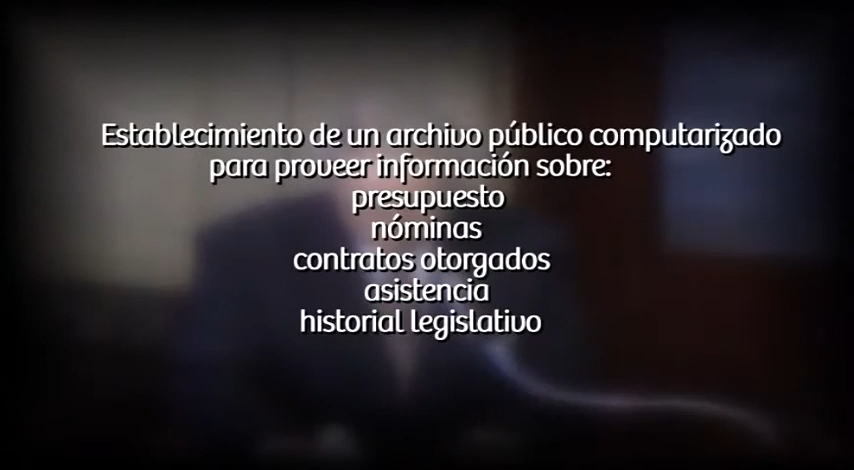 Establecimiento de un archivo público computarizado
para proveer información sobre:
presupuesto
nóminas
contratos otorgados
asistencia
historial legislativo